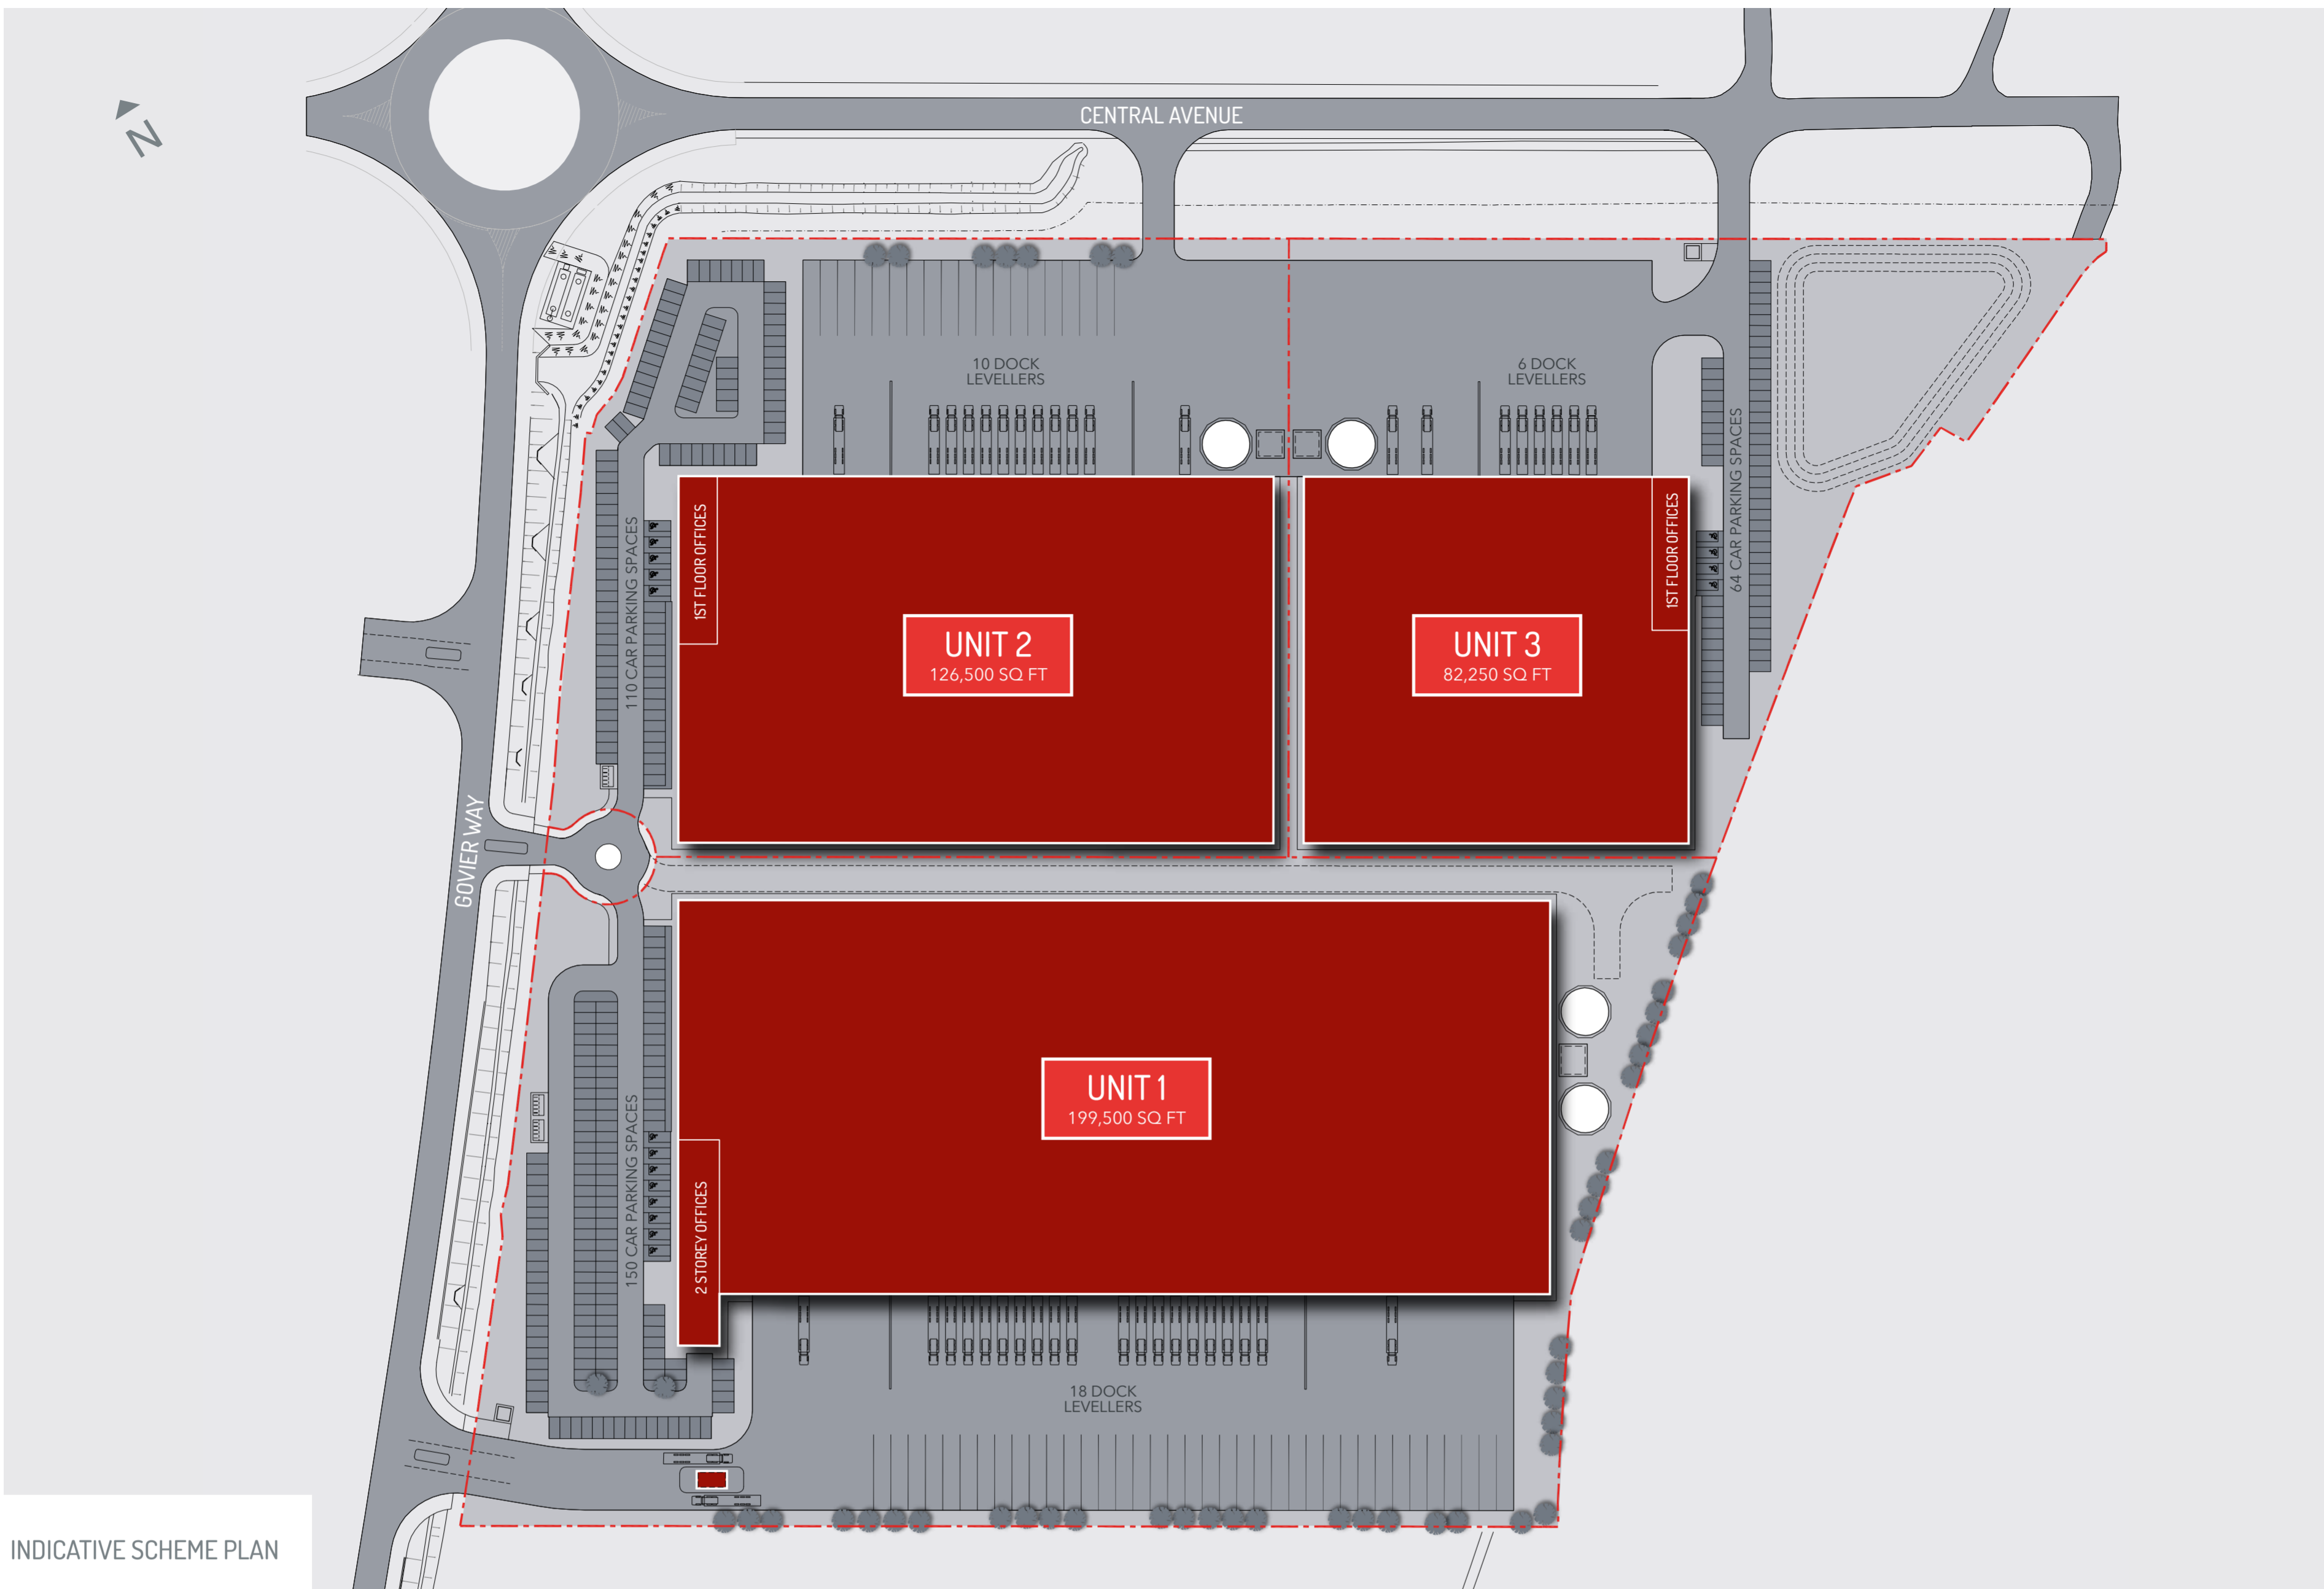 CENTRAL AVENUE
N
10 DOCK
LEVELLERS
6 DOCK
LEVELLERS
1ST FLOOR OFFICES
110 CAR PARKING SPACES
UNIT 2
126,500 SQ FT
UNIT 3
82,250 SQ FT
1ST FLOOR OFFICES
64 CAR PARKING SPACES
GOVIER WAY
UNIT 1
199,500 SQ FT
150 CAR PARKING SPACES
2 STOREY OFFICES
18 DOCK
LEVELLERS
INDICATIVE SCHEME PLAN